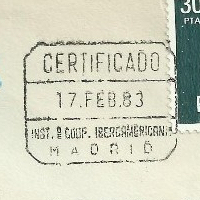 CERTIFICADO
17.FEB.83
INST. º COOP. IBEROAMERICANA
MADRID
30
PTA